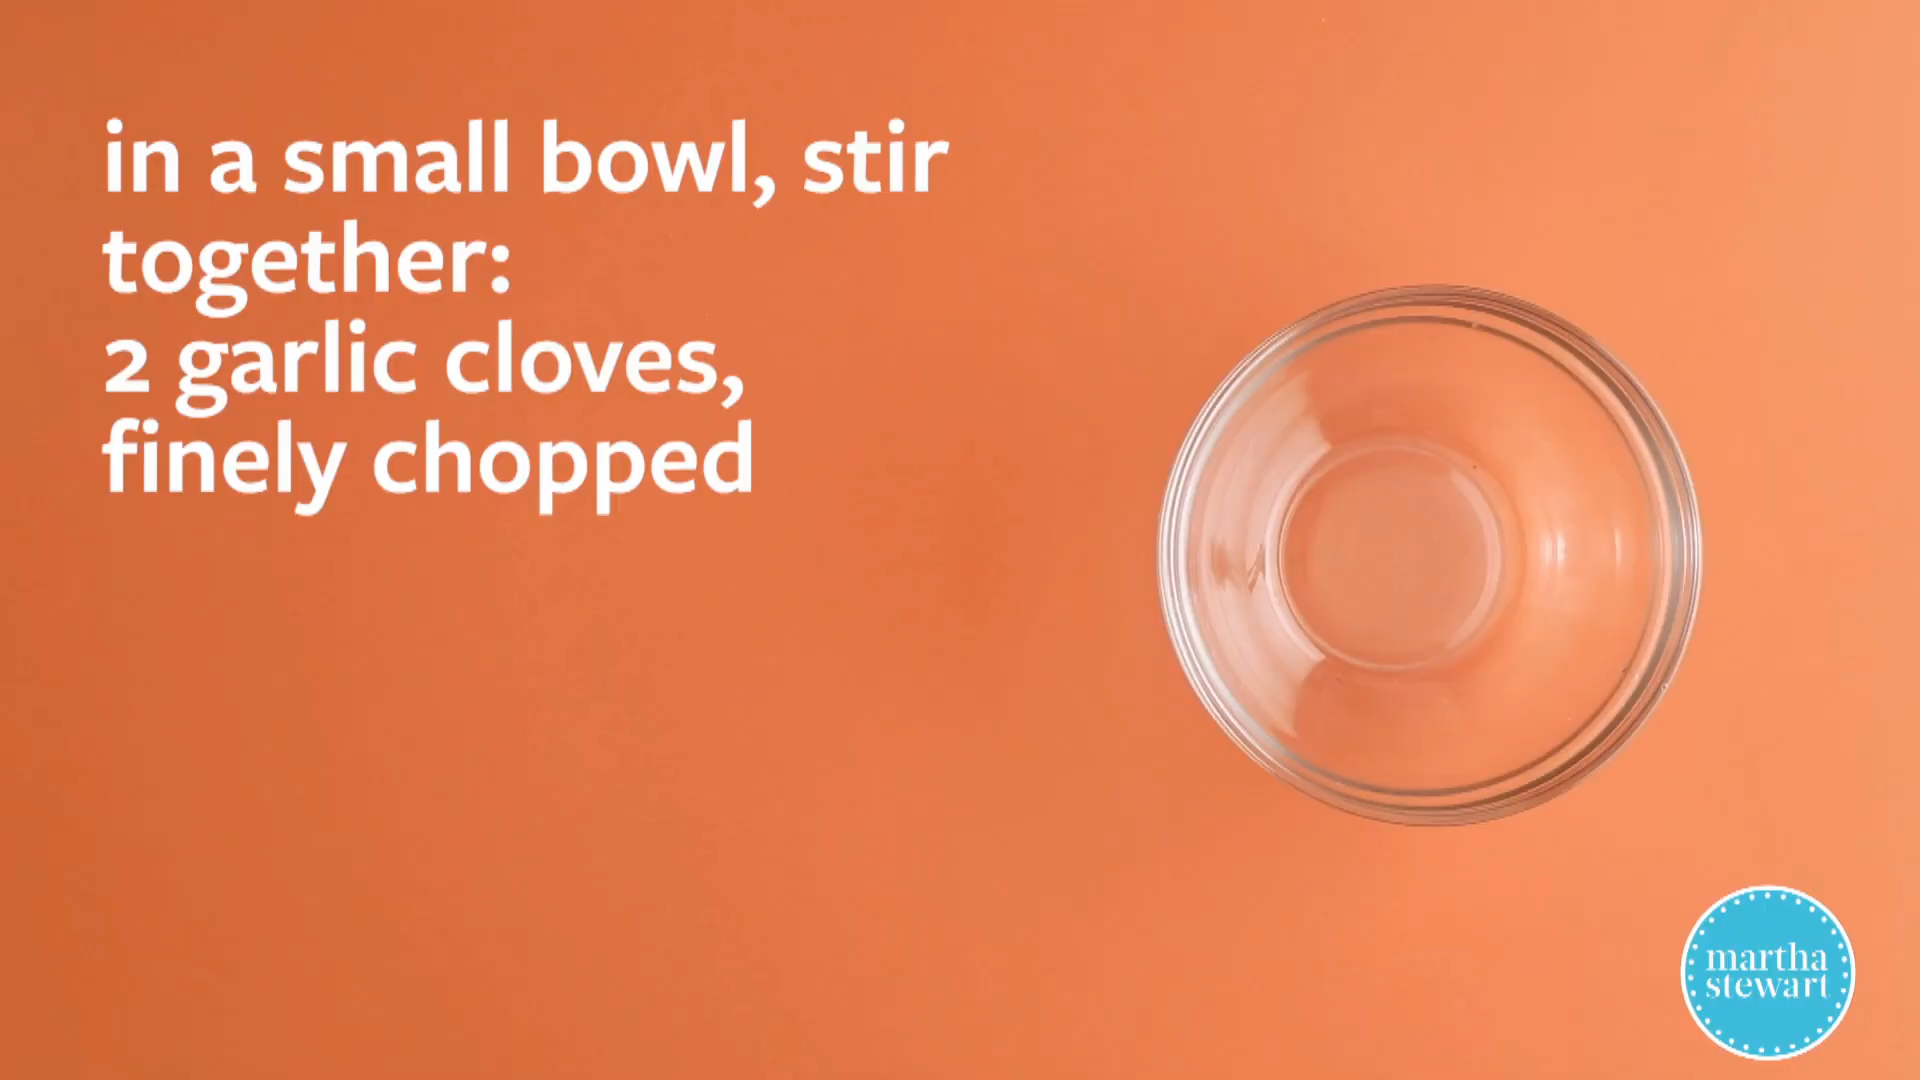 in a small bowl, stir
together:
2 garlic cloves,
finely chopped
martha
stewart